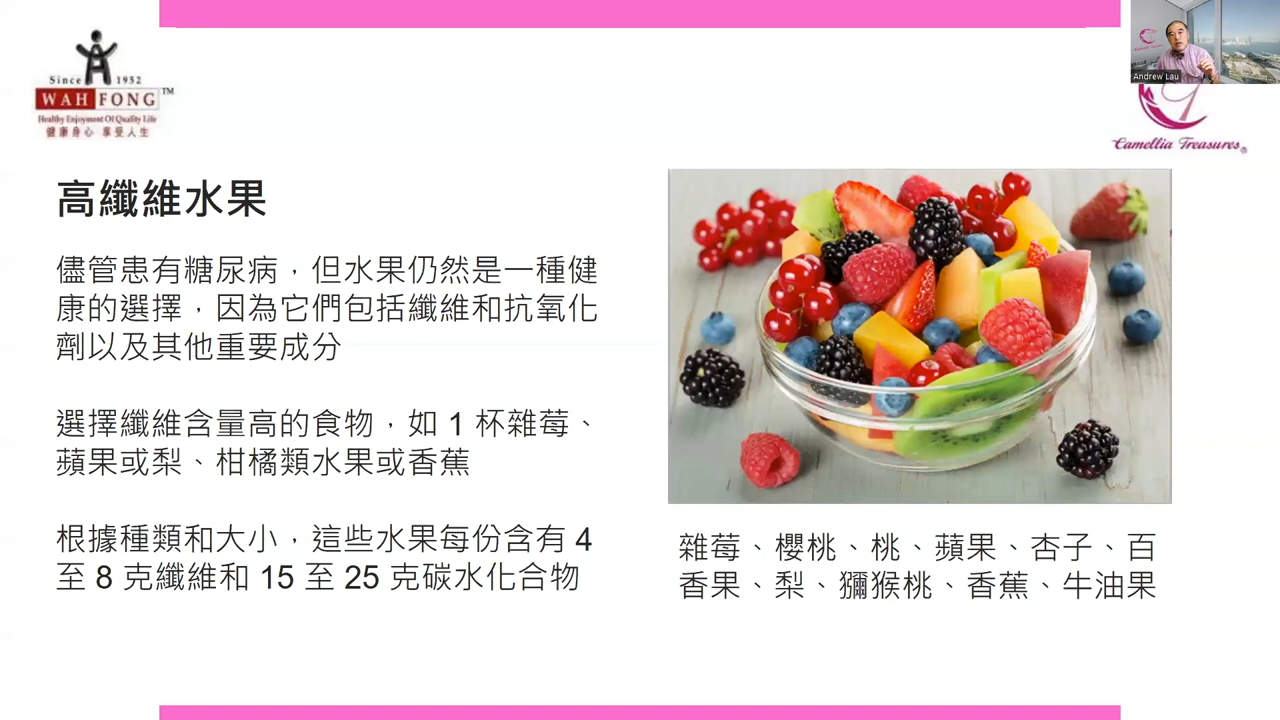 Since 1952
WAH FONG TM
Healthy Enjoyment Of Quality Life
健康身心 享受人生
Andrew Lau
Camellia Treasures®
高纖維水果
儘管患有糖尿病，但水果仍然是一種健
康的選擇，因為它們包括纖維和抗氧化
劑以及其他重要成分
選擇纖維含量高的食物，如 1 杯雜莓、
蘋果或梨、柑橘類水果或香蕉
根據種類和大小，這些水果每份含有 4
至 8 克纖維和 15 至 25 克碳水化合物
雜莓、櫻桃、桃、蘋果、杏子、百
香果、梨、獼猴桃、香蕉、牛油果